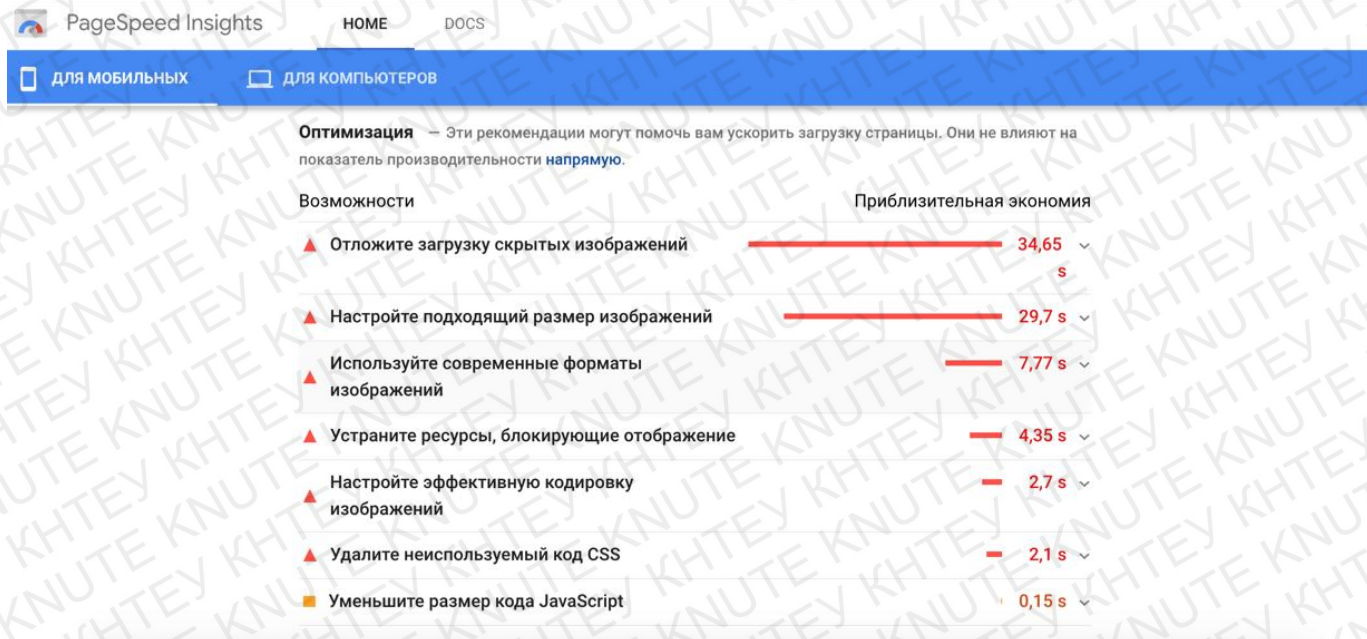 PageSpeed Insights HOME DOCS
ДЛЯ МОБИЛЬНЫХ ДЛЯ КОМПЬЮТЕРОВ
Оптимизация — Эти рекомендации могут помочь вам ускорить загрузку страницы. Они не влияют на
показатель производительности напрямую.
Возможности Приблизительная экономия
Отложите загрузку скрытых изображений 34,65
s
Настройте подходящий размер изображений 29,7 s
Используйте современные форматы
изображений 7,77 s
Устраните ресурсы, блокирующие отображение 4,35 s
Настройте эффективную кодировку
изображений 2,7 s
Удалите неиспользуемый код CSS 2,1 s
Уменьшите размер кода JavaScript 0,15 s
КНТЕУ KNUTE